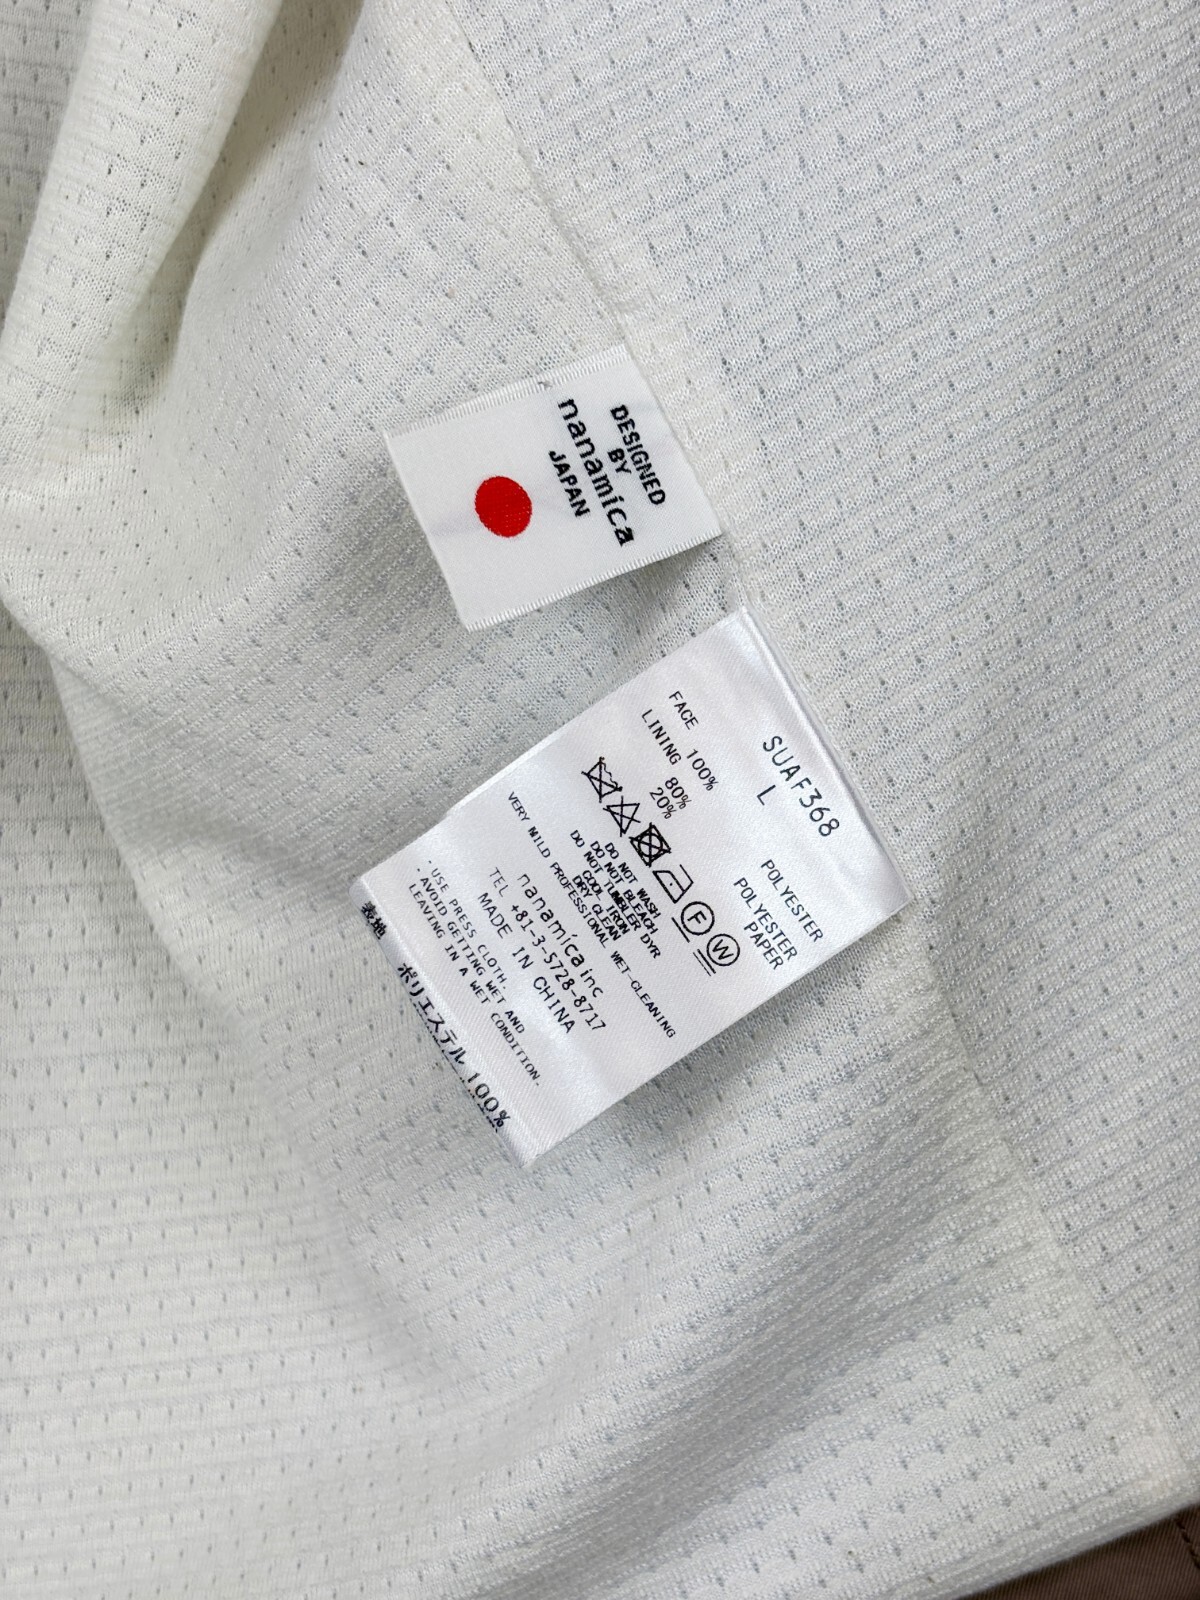 DESIGNED
BY
nanamica
JAPAN
SUAF368
L
FACE 100% POLYESTER
LINING 80% POLYESTER
20% PAPER
F W
DO NOT WASH
DO NOT BLEACH
DO NOT TUMBLER DYR
COOL IRON
DRY CLEAN
VERY MILD PROFESSIONAL WET-CLEANING
nanamica inc
TEL +81-3-5728-8717
MADE IN CHINA
・USE PRESS CLOTH.
・AVOID GETTING WET AND
LEAVING IN A WET CONDITION.
表地 ポリエステル 100%